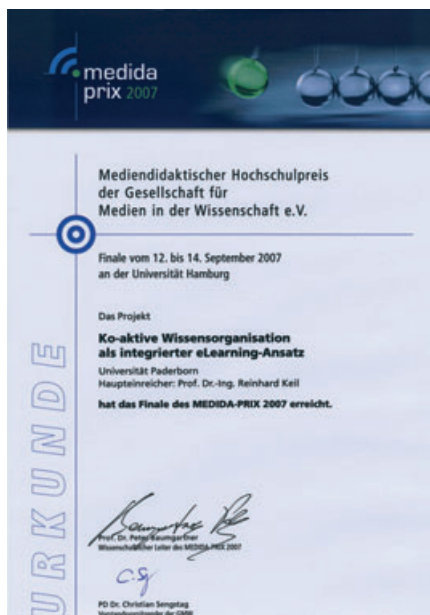 medida
prix 2007
Mediendidaktischer Hochschulpreis
der Gesellschaft für
Medien in der Wissenschaft e.V.
Finale vom 12. bis 14. September 2007
an der Universität Hamburg
Das Projekt
Ko-aktive Wissensorganisation
als integrierter eLearning-Ansatz
Universität Paderborn
Haupteinreicher: Prof. Dr.-Ing. Reinhard Keil
hat das Finale des MEDIDA-PRIX 2007 erreicht.
URKUNDE
Prof. Dr. Peter Baumgartner
Wissenschaftlicher Leiter des MEDIDA-PRIX 2007
PD Dr. Christian Sengstag
Vorstandsvorsitzender der GMW